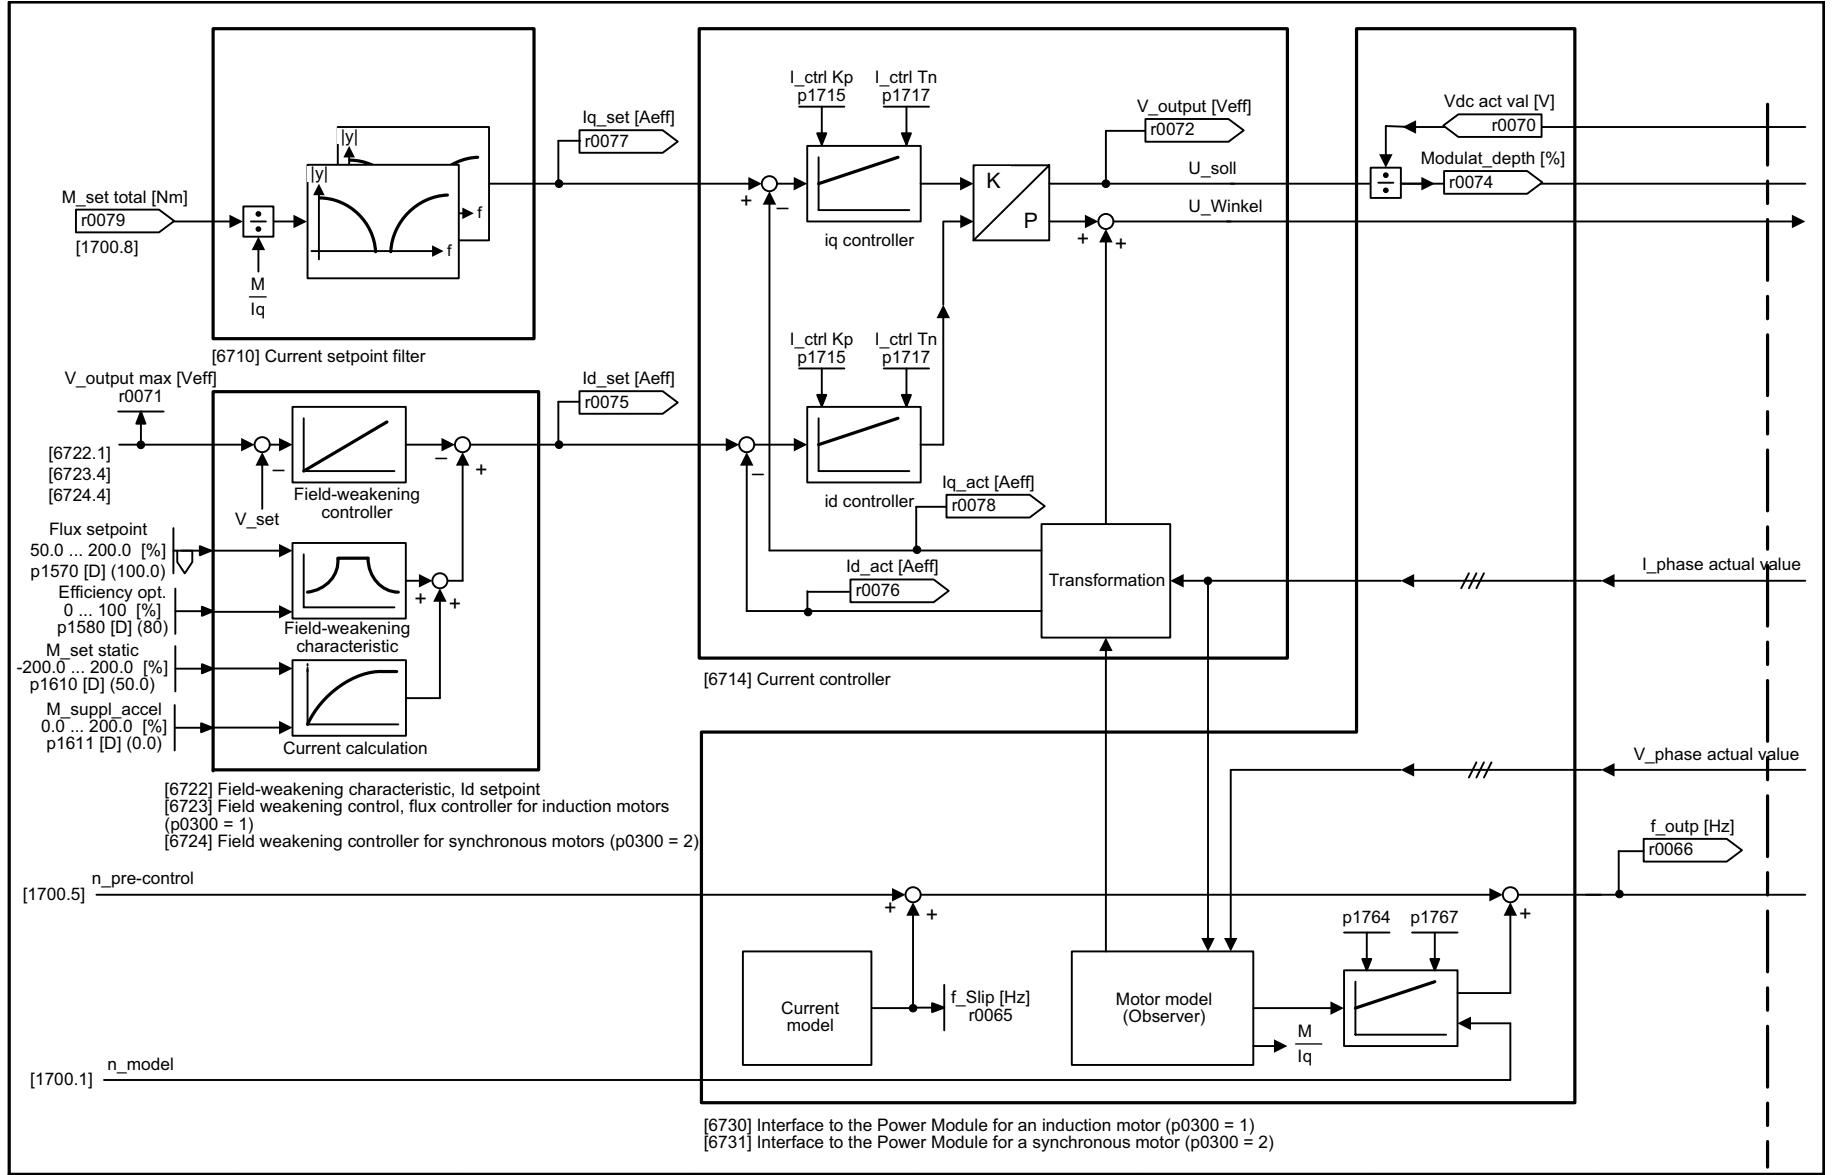 M_set total [Nm]
r0079
[1700.8]
|y|
|y|
f
f
M
Iq
[6710] Current setpoint filter
Iq_set [Aeff]
r0077
I_ctrl Kp
p1715
I_ctrl Tn
p1717
iq controller
+
–
K
P
V_output [Veff]
r0072
U_soll
U_Winkel
+
+
Vdc act val [V]
r0070
Modulat_depth [%]
r0074
V_output max [Veff]
r0071
[6722.1]
[6723.4]
[6724.4]
–
V_set
Field-weakening
controller
–
+
Id_set [Aeff]
r0075
I_ctrl Kp
p1715
I_ctrl Tn
p1717
id controller
–
Iq_act [Aeff]
r0078
Id_act [Aeff]
r0076
Transformation
I_phase actual value
[6714] Current controller
Flux setpoint
50.0 ... 200.0 [%]
p1570 [D] (100.0)
Efficiency opt.
0 ... 100 [%]
p1580 [D] (80)
Field-weakening
characteristic
+
+
M_set static
-200.0 ... 200.0 [%]
p1610 [D] (50.0)
M_suppl_accel
0.0 ... 200.0 [%]
p1611 [D] (0.0)
Current calculation
[6722] Field-weakening characteristic, Id setpoint
[6723] Field weakening control, flux controller for induction motors
(p0300 = 1)
[6724] Field weakening controller for synchronous motors (p0300 = 2)
V_phase actual value
f_outp [Hz]
r0066
[1700.5]
n_pre-control
+
+
+
Current
model
f_Slip [Hz]
r0065
Motor model
(Observer)
M
Iq
p1764
p1767
[1700.1]
n_model
[6730] Interface to the Power Module for an induction motor (p0300 = 1)
[6731] Interface to the Power Module for a synchronous motor (p0300 = 2)